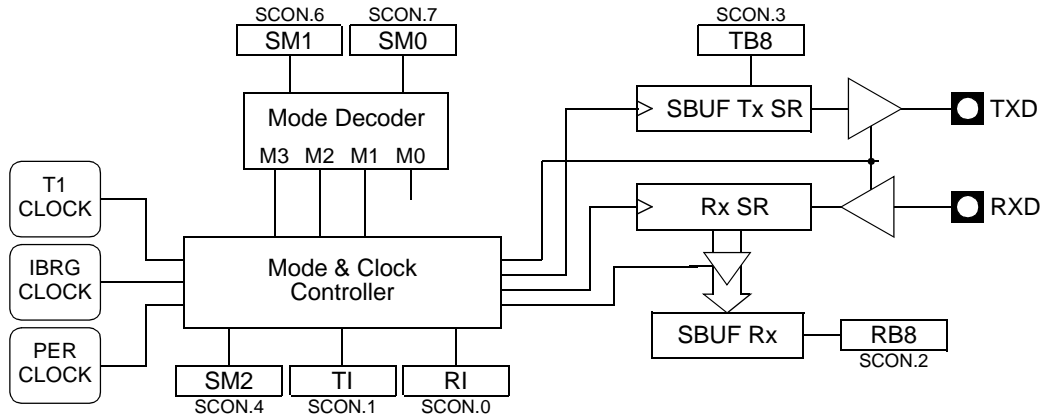 SCON.6
SM1
SCON.7
SM0
SCON.3
TB8
Mode Decoder
M3 M2 M1 M0
SBUF Tx SR
TXD
T1
CLOCK
Rx SR
RXD
IBRG
CLOCK
Mode & Clock
Controller
PER
CLOCK
SBUF Rx
RB8
SCON.2
SM2
SCON.4
TI
SCON.1
RI
SCON.0